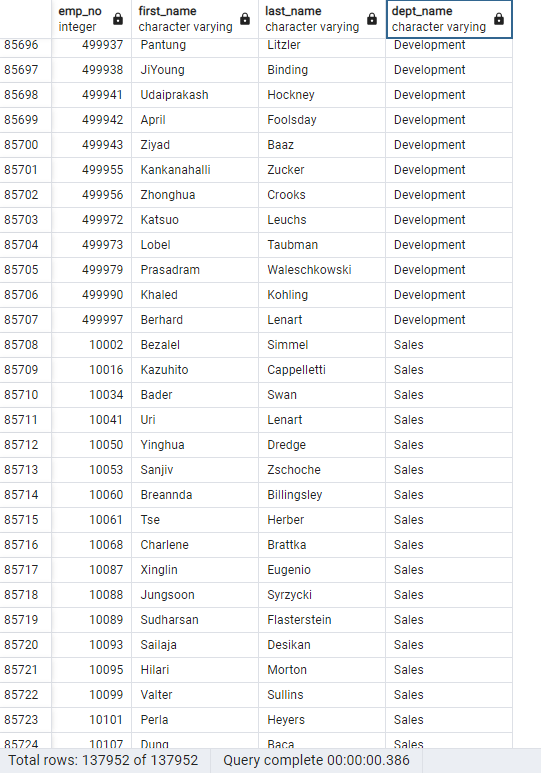 emp_no first_name last_name dept_name
integer character varying character varying character varying
85696 499937 Pantung Litzler Development
85697 499938 JiYoung Binding Development
85698 499941 Udaiprakash Hockney Development
85699 499942 April Foolsday Development
85700 499943 Ziyad Baaz Development
85701 499955 Kankanahalli Zucker Development
85702 499956 Zhonghua Crooks Development
85703 499972 Katsuo Leuchs Development
85704 499973 Lobel Taubman Development
85705 499979 Prasadram Waleschkowski Development
85706 499990 Khaled Kohling Development
85707 499997 Berhard Lenart Development
85708 10002 Bezalel Simmel Sales
85709 10016 Kazuhito Cappelletti Sales
85710 10034 Bader Swan Sales
85711 10041 Uri Lenart Sales
85712 10050 Yinghua Dredge Sales
85713 10053 Sanjiv Zschoche Sales
85714 10060 Breannda Billingsley Sales
85715 10061 Tse Herber Sales
85716 10068 Charlene Brattka Sales
85717 10087 Xinglin Eugenio Sales
85718 10088 Jungsoon Syrzycki Sales
85719 10089 Sudharsan Flasterstein Sales
85720 10093 Sailaja Desikan Sales
85721 10095 Hilari Morton Sales
85722 10099 Valter Sullins Sales
85723 10101 Perla Heyers Sales
85724 10107 Dung Baca Sales
Total rows: 137952 of 137952 Query complete 00:00:00.386